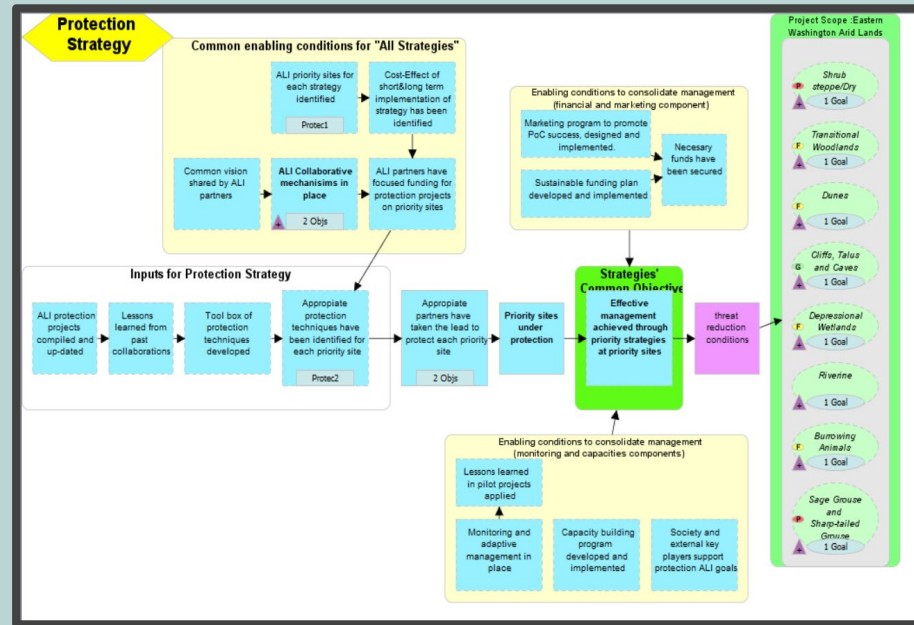 Protection
Strategy
Common enabling conditions for "All Strategies"
ALI priority sites for
each strategy
identified
Protec1
Cost-Effect of
short&long term
implementation of
strategy has been
identified
Common vision
shared by ALI
partners
ALI Collaborative
mechanisims in
place
2 Objs
ALI partners have
focused funding for
protection projects
on priority sites
Enabling conditions to consolidate management
(financial and marketing component)
Marketing program to promote
PoC success, designed and
implemented.
Sustainable funding plan
developed and implemented
Necesary
funds have
been secured
Inputs for Protection Strategy
ALI protection
projects
compiled and
up-dated
Lessons
learned from
past
collaborations
Tool box of
protection
techniques
developed
Appropiate
protection
techniques have
been identified for
each priority site
Protec2
Appropiate
partners have
taken the lead to
protect each priority
site
2 Objs
Priority sites
under
protection
Strategies'
Common Objective
Effective
management
achieved through
priority strategies
at priority sites
threat
reduction
conditions
Enabling conditions to consolidate management
(monitoring and capacities components)
Lessons learned
in pilot projects
applied
Monitoring and
adaptive
management in
place
Capacity building
program
developed and
implemented
Society and
external key
players support
protection ALI goals
Project Scope :Eastern
Washington Arid Lands
Shrub
steppe/Dry
P
1 Goal
Transitional
Woodlands
F
1 Goal
Dunes
F
1 Goal
Cliffs, Talus
and Caves
G
1 Goal
Depressional
Wetlands
F
1 Goal
Riverine
1 Goal
Burrowing
Animals
F
1 Goal
Sage Grouse
and
Sharp-tailed
Grouse
P
1 Goal